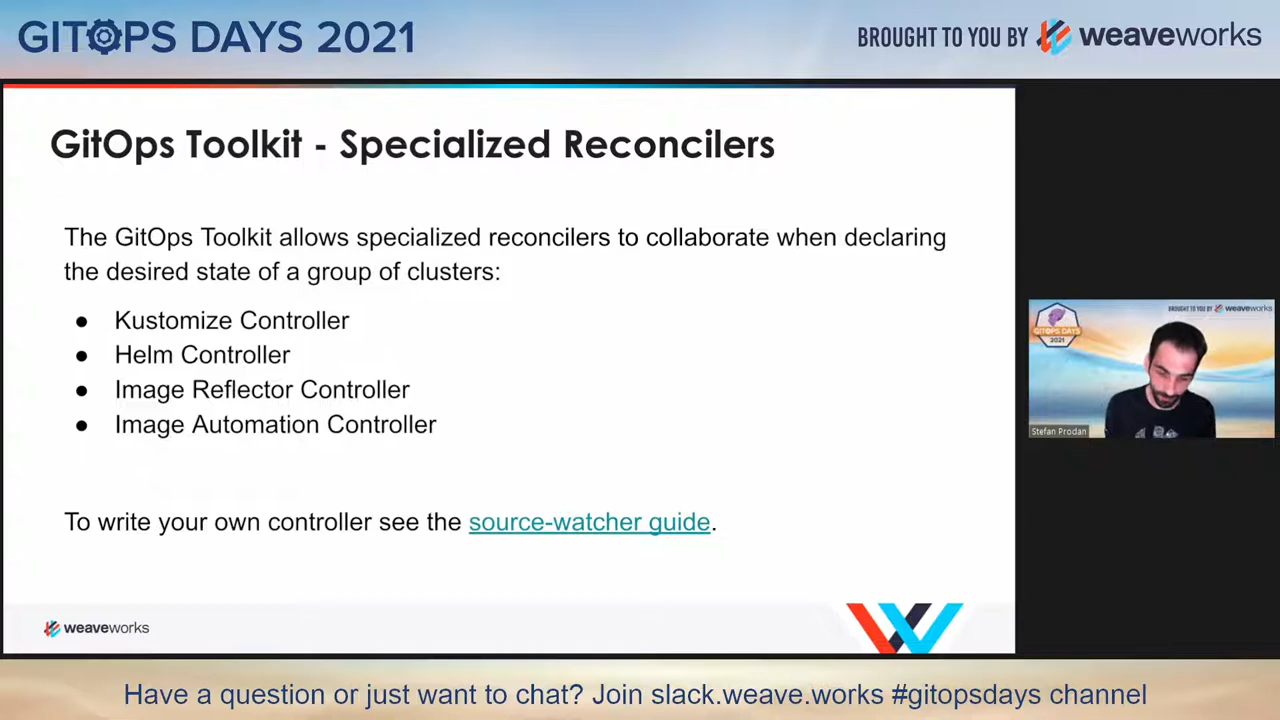 GITOPS DAYS 2021
BROUGHT TO YOU BY weaveworks
GitOps Toolkit - Specialized Reconcilers
The GitOps Toolkit allows specialized reconcilers to collaborate when declaring
the desired state of a group of clusters:
● Kustomize Controller
● Helm Controller
● Image Reflector Controller
● Image Automation Controller
To write your own controller see the source-watcher guide.
weaveworks
BROUGHT TO YOU BY weaveworks
GITOPS DAYS
2021
Stefan Prodan
Have a question or just want to chat? Join slack.weave.works #gitopsdays channel